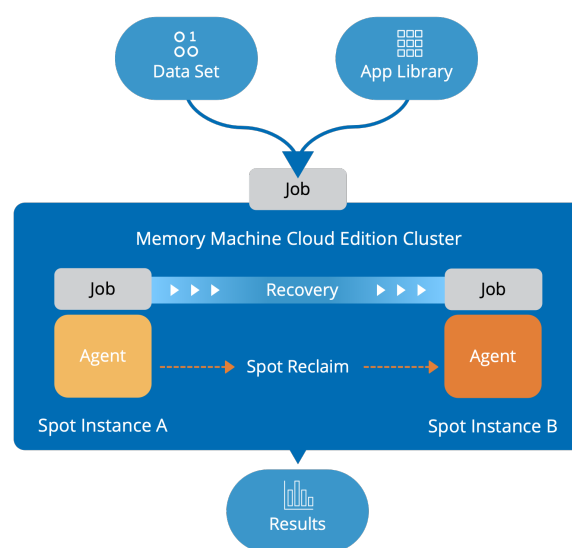 1
Data Set
App Library
Job
Memory Machine Cloud Edition Cluster
Job
Recovery
Job
Agent
Spot Reclaim
Agent
Spot Instance A
Spot Instance B
Results